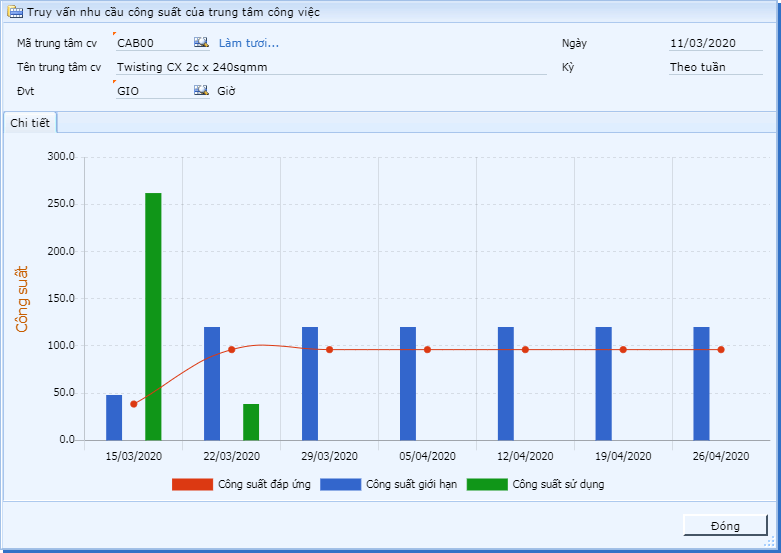 Truy vấn nhu cầu công suất của trung tâm công việc
Mã trung tâm cv CAB00 Làm tươi... Ngày 11/03/2020
Tên trung tâm cv Twisting CX 2c x 240sqmm Kỳ Theo tuần
Đvt GIO Giờ
Chi tiết
300.0
250.0
200.0
150.0
100.0
50.0
0.0
Công suất
15/03/2020 22/03/2020 29/03/2020 05/04/2020 12/04/2020 19/04/2020 26/04/2020
Công suất đáp ứng Công suất giới hạn Công suất sử dụng
Đóng